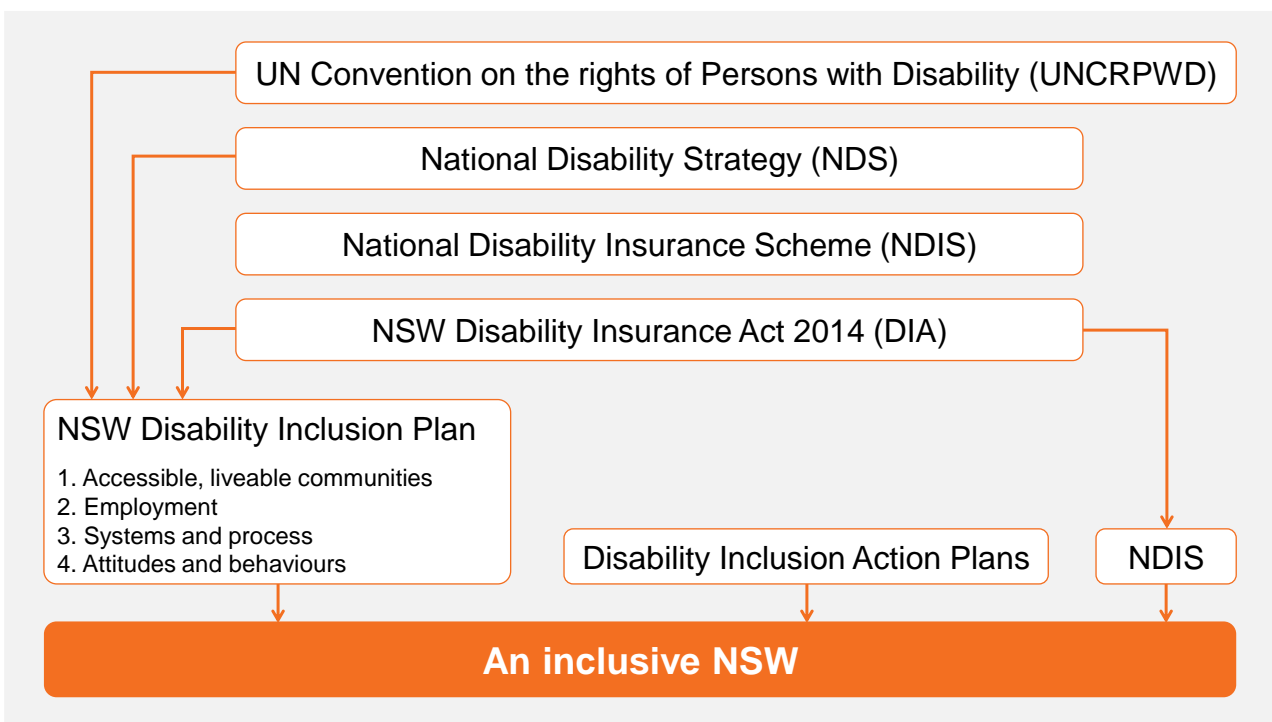 UN Convention on the rights of Persons with Disability (UNCRPWD)
National Disability Strategy (NDS)
National Disability Insurance Scheme (NDIS)
NSW Disability Insurance Act 2014 (DIA)
NSW Disability Inclusion Plan
1. Accessible, liveable communities
2. Employment
3. Systems and process
4. Attitudes and behaviours
Disability Inclusion Action Plans
NDIS
An inclusive NSW